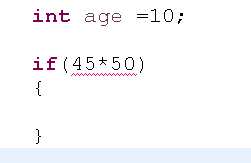 int age =10;
if(45*50)
{
}